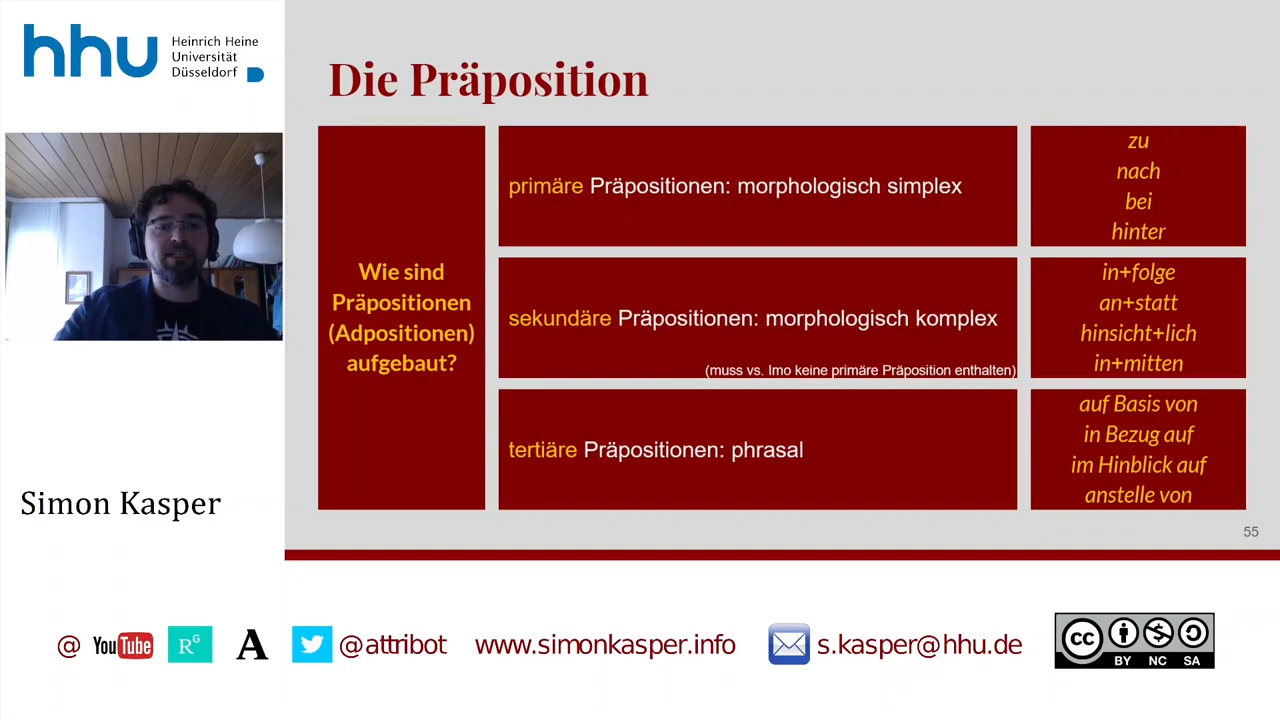 hhu
Heinrich Heine
Universität
Düsseldorf
Die Präposition
Wie sind
Präpositionen
(Adpositionen)
aufgebaut?
primäre Präpositionen: morphologisch simplex
zu
nach
bei
hinter
sekundäre Präpositionen: morphologisch komplex
(muss vs. Imo keine primäre Präposition enthalten)
in+folge
an+statt
hinsicht+lich
in+mitten
tertiäre Präpositionen: phrasal
auf Basis von
in Bezug auf
im Hinblick auf
anstelle von
55
Simon Kasper
@ YouTube RG A @attribot www.simonkasper.info s.kasper@hhu.de
cc BY NC SA